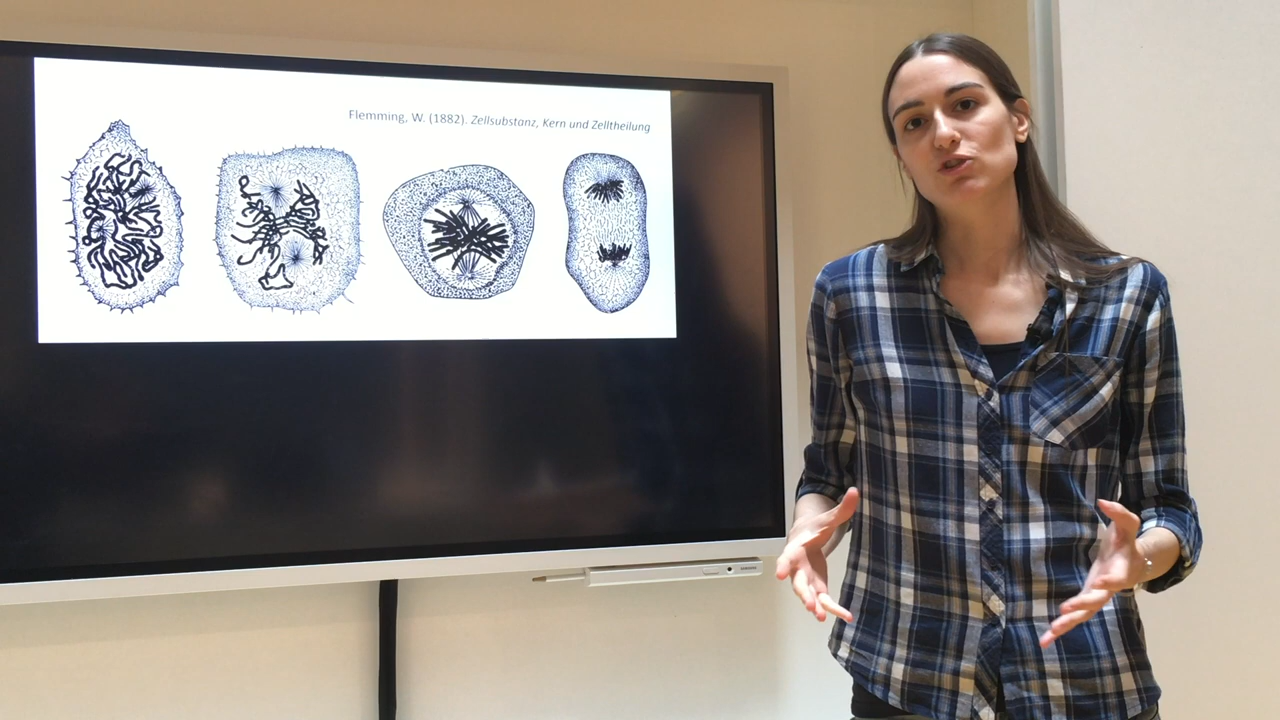 Flemming, W. (1882). Zellsubstanz, Kern und Zelltheilung